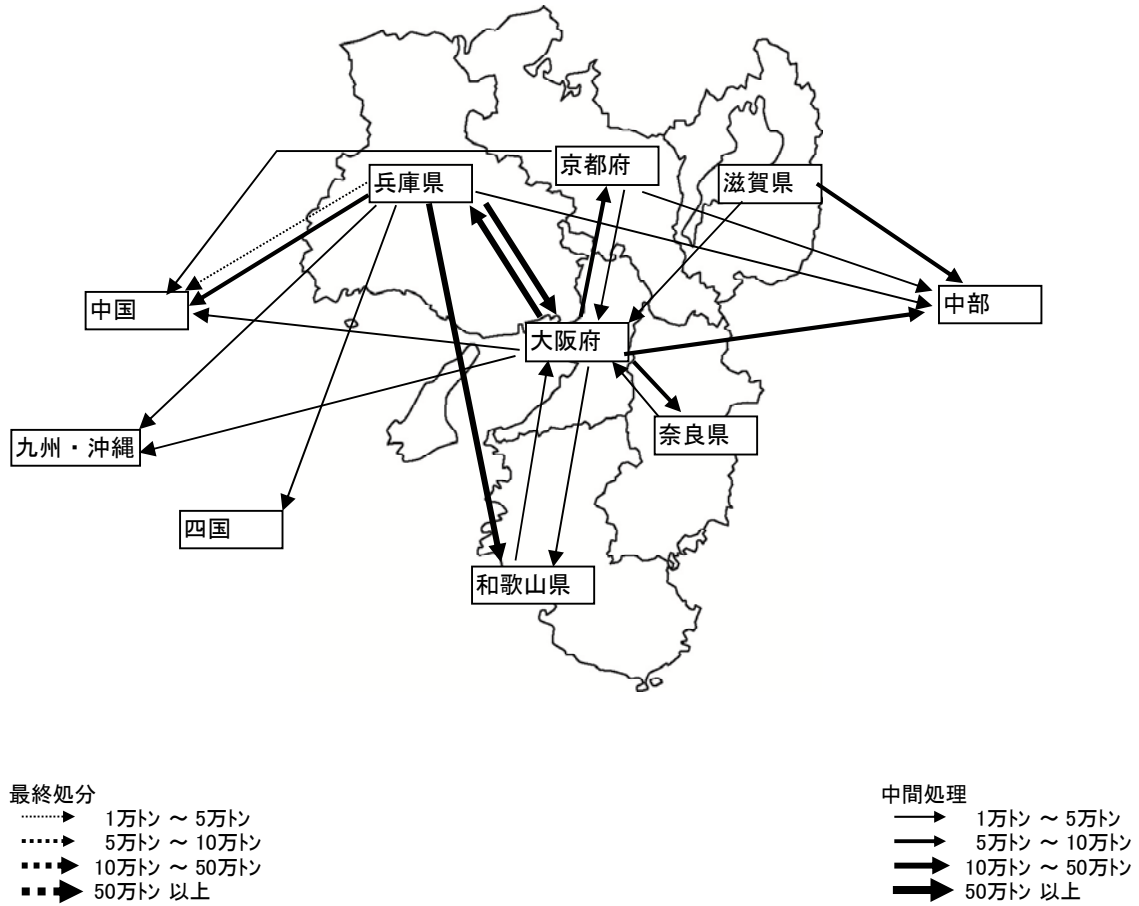 京都府
兵庫県
滋賀県
中国
中部
大阪府
奈良県
九州・沖縄
四国
和歌山県
最終処分
1万トン ～ 5万トン
5万トン ～ 10万トン
10万トン ～ 50万トン
50万トン 以上
中間処理
1万トン ～ 5万トン
5万トン ～ 10万トン
10万トン ～ 50万トン
50万トン 以上